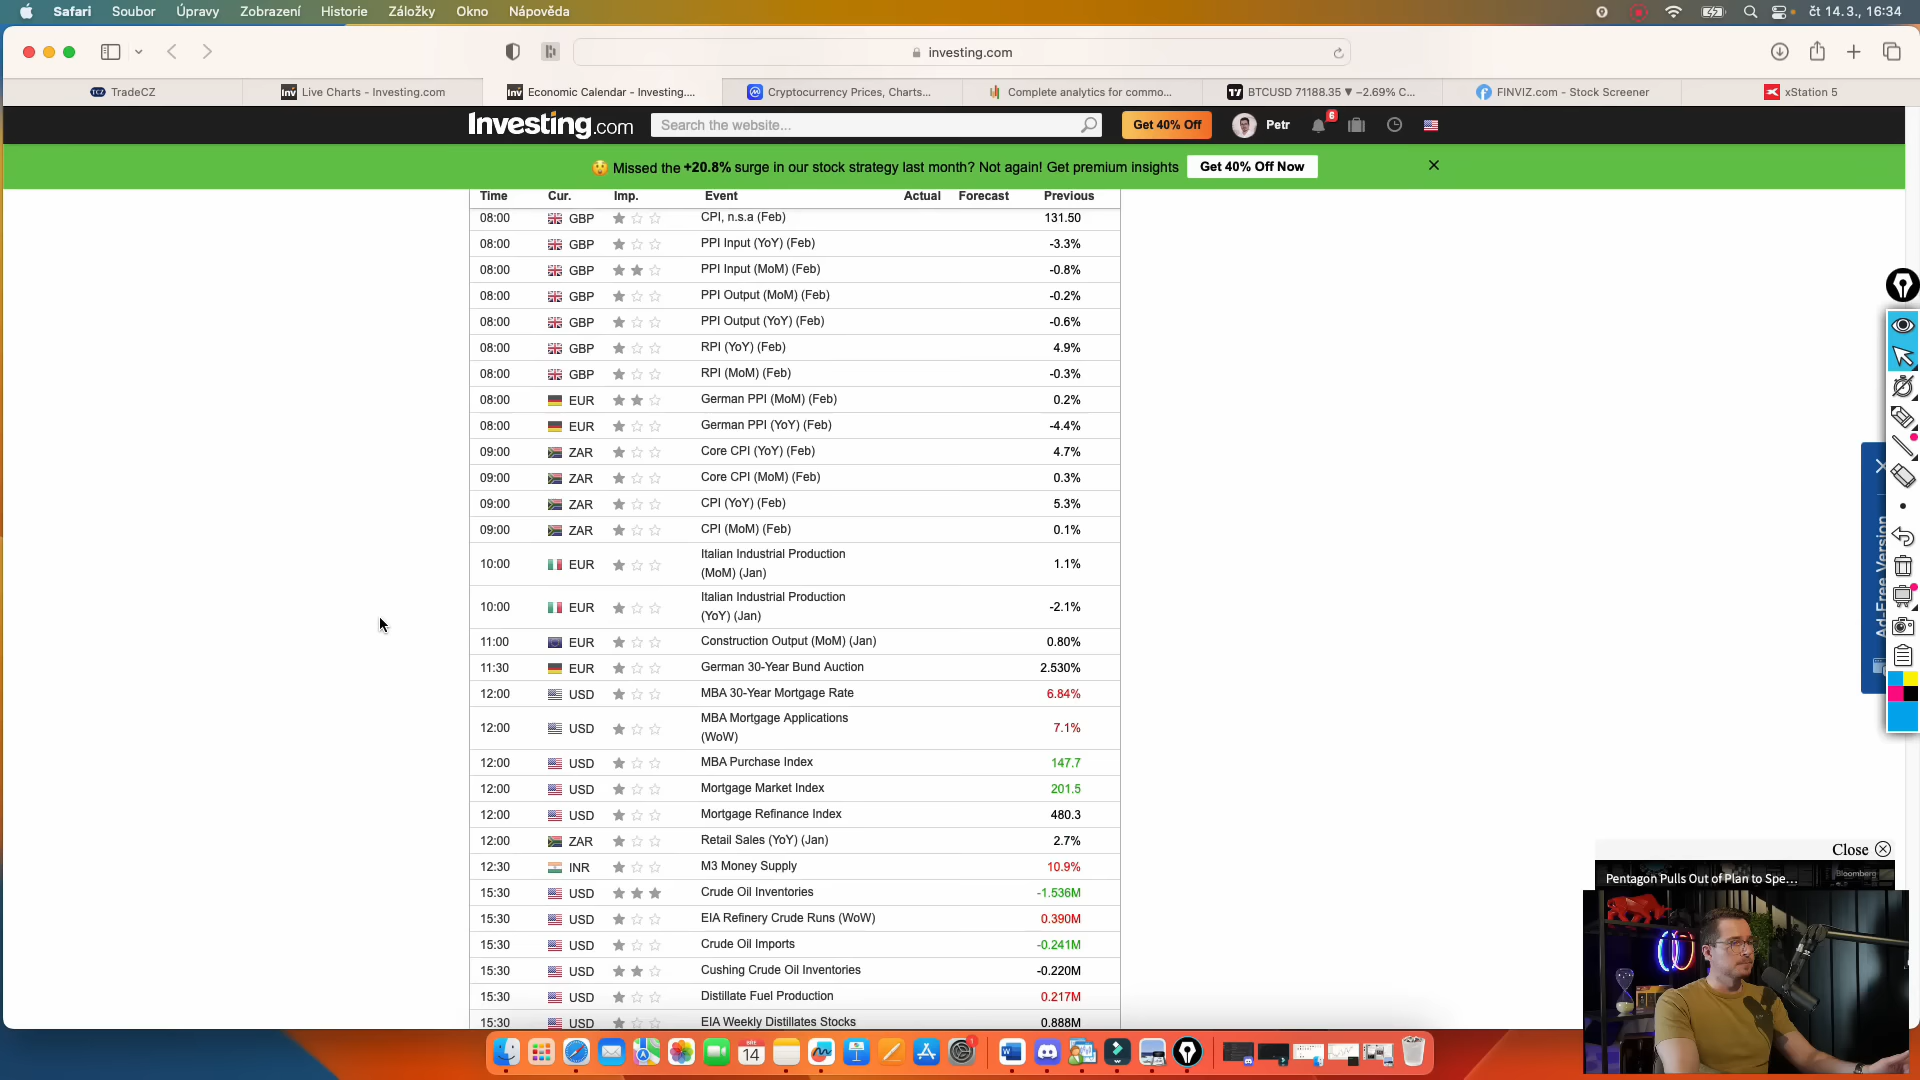 Safari Soubor Úpravy Zobrazení Historie Záložky Okno Nápověda čt 14.3., 16:34
investing.com
TradeCZ Live Charts - Investing.com Economic Calendar - Investing.... Cryptocurrency Prices, Charts... Complete analytics for commo... BTCUSD 71188.35 ▼ −2.69% C... FINVIZ.com - Stock Screener xStation 5
Investing.com Search the website... Get 40% Off Petr 6
Missed the +20.8% surge in our stock strategy last month? Not again! Get premium insights Get 40% Off Now
Time Cur. Imp. Event Actual Forecast Previous
08:00 GBP CPI, n.s.a (Feb) 131.50
08:00 GBP PPI Input (YoY) (Feb) -3.3%
08:00 GBP PPI Input (MoM) (Feb) -0.8%
08:00 GBP PPI Output (MoM) (Feb) -0.2%
08:00 GBP PPI Output (YoY) (Feb) -0.6%
08:00 GBP RPI (YoY) (Feb) 4.9%
08:00 GBP RPI (MoM) (Feb) -0.3%
08:00 EUR German PPI (MoM) (Feb) 0.2%
08:00 EUR German PPI (YoY) (Feb) -4.4%
09:00 ZAR Core CPI (YoY) (Feb) 4.7%
09:00 ZAR Core CPI (MoM) (Feb) 0.3%
09:00 ZAR CPI (YoY) (Feb) 5.3%
09:00 ZAR CPI (MoM) (Feb) 0.1%
10:00 EUR Italian Industrial Production
(MoM) (Jan) 1.1%
10:00 EUR Italian Industrial Production
(YoY) (Jan) -2.1%
11:00 EUR Construction Output (MoM) (Jan) 0.80%
11:30 EUR German 30-Year Bund Auction 2.530%
12:00 USD MBA 30-Year Mortgage Rate 6.84%
12:00 USD MBA Mortgage Applications
(WoW) 7.1%
12:00 USD MBA Purchase Index 147.7
12:00 USD Mortgage Market Index 201.5
12:00 USD Mortgage Refinance Index 480.3
12:00 ZAR Retail Sales (YoY) (Jan) 2.7%
12:30 INR M3 Money Supply 10.9%
15:30 USD Crude Oil Inventories -1.536M
15:30 USD EIA Refinery Crude Runs (WoW) 0.390M
15:30 USD Crude Oil Imports -0.241M
15:30 USD Cushing Crude Oil Inventories -0.220M
15:30 USD Distillate Fuel Production 0.217M
15:30 USD EIA Weekly Distillates Stocks 0.888M
Ad-Free Version
Close
Pentagon Pulls Out of Plan to Spe...
Bloomberg
14
1